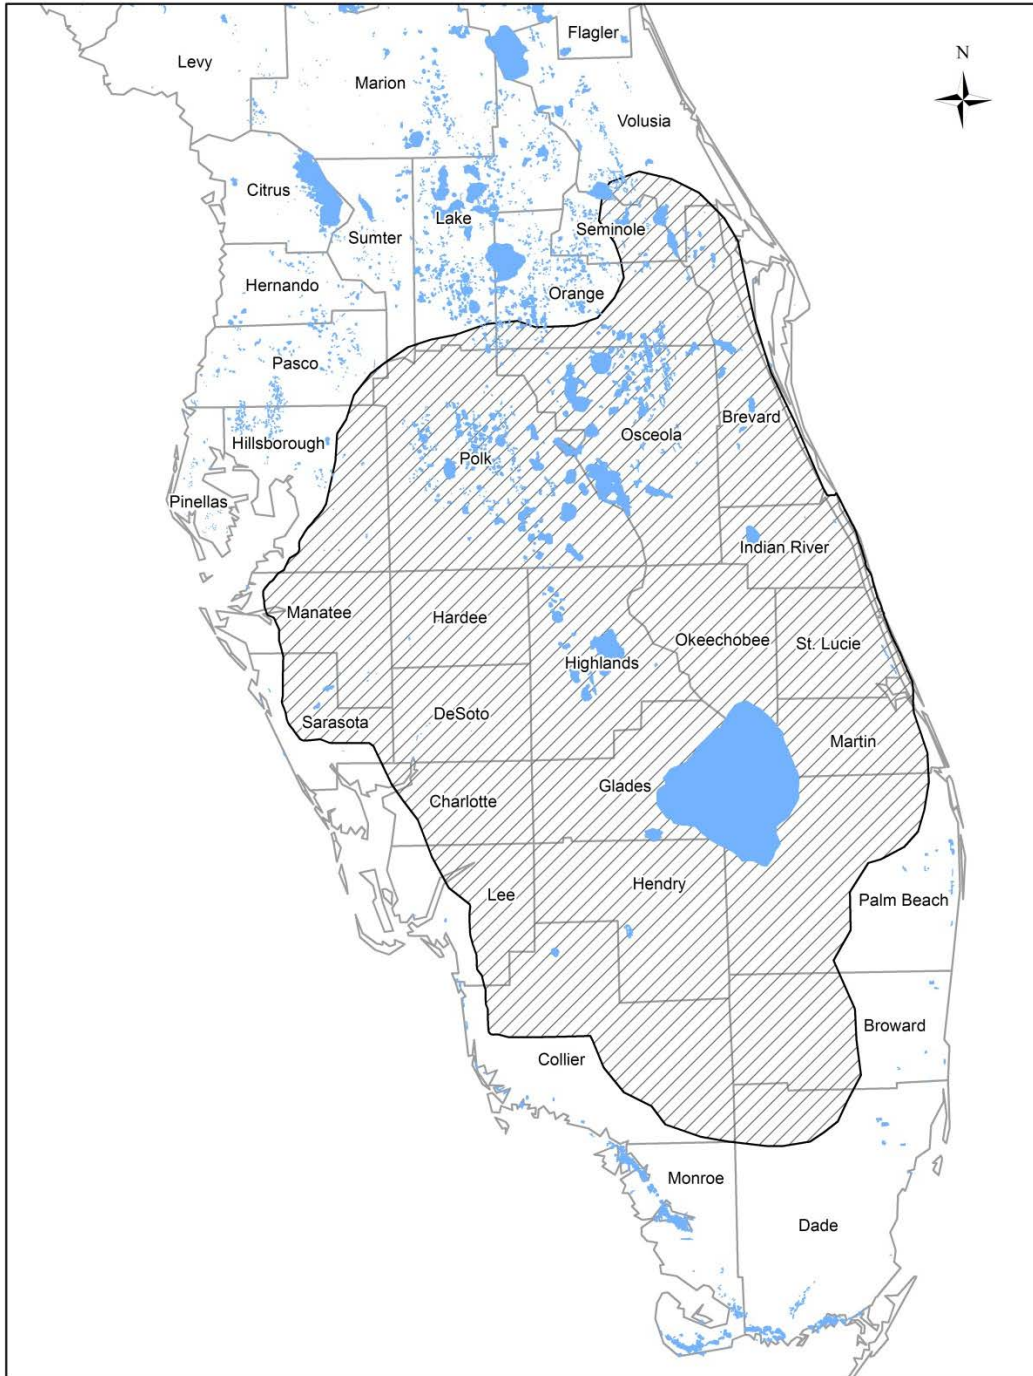 Flagler
Levy
Marion
N
Volusia
Citrus
Lake
Seminole
Sumter
Hernando
Orange
Pasco
Brevard
Osceola
Hillsborough
Polk
Pinellas
Indian River
Manatee
Hardee
Okeechobee
St. Lucie
Highlands
DeSoto
Sarasota
Martin
Glades
Charlotte
Hendry
Lee
Palm Beach
Broward
Collier
Monroe
Dade